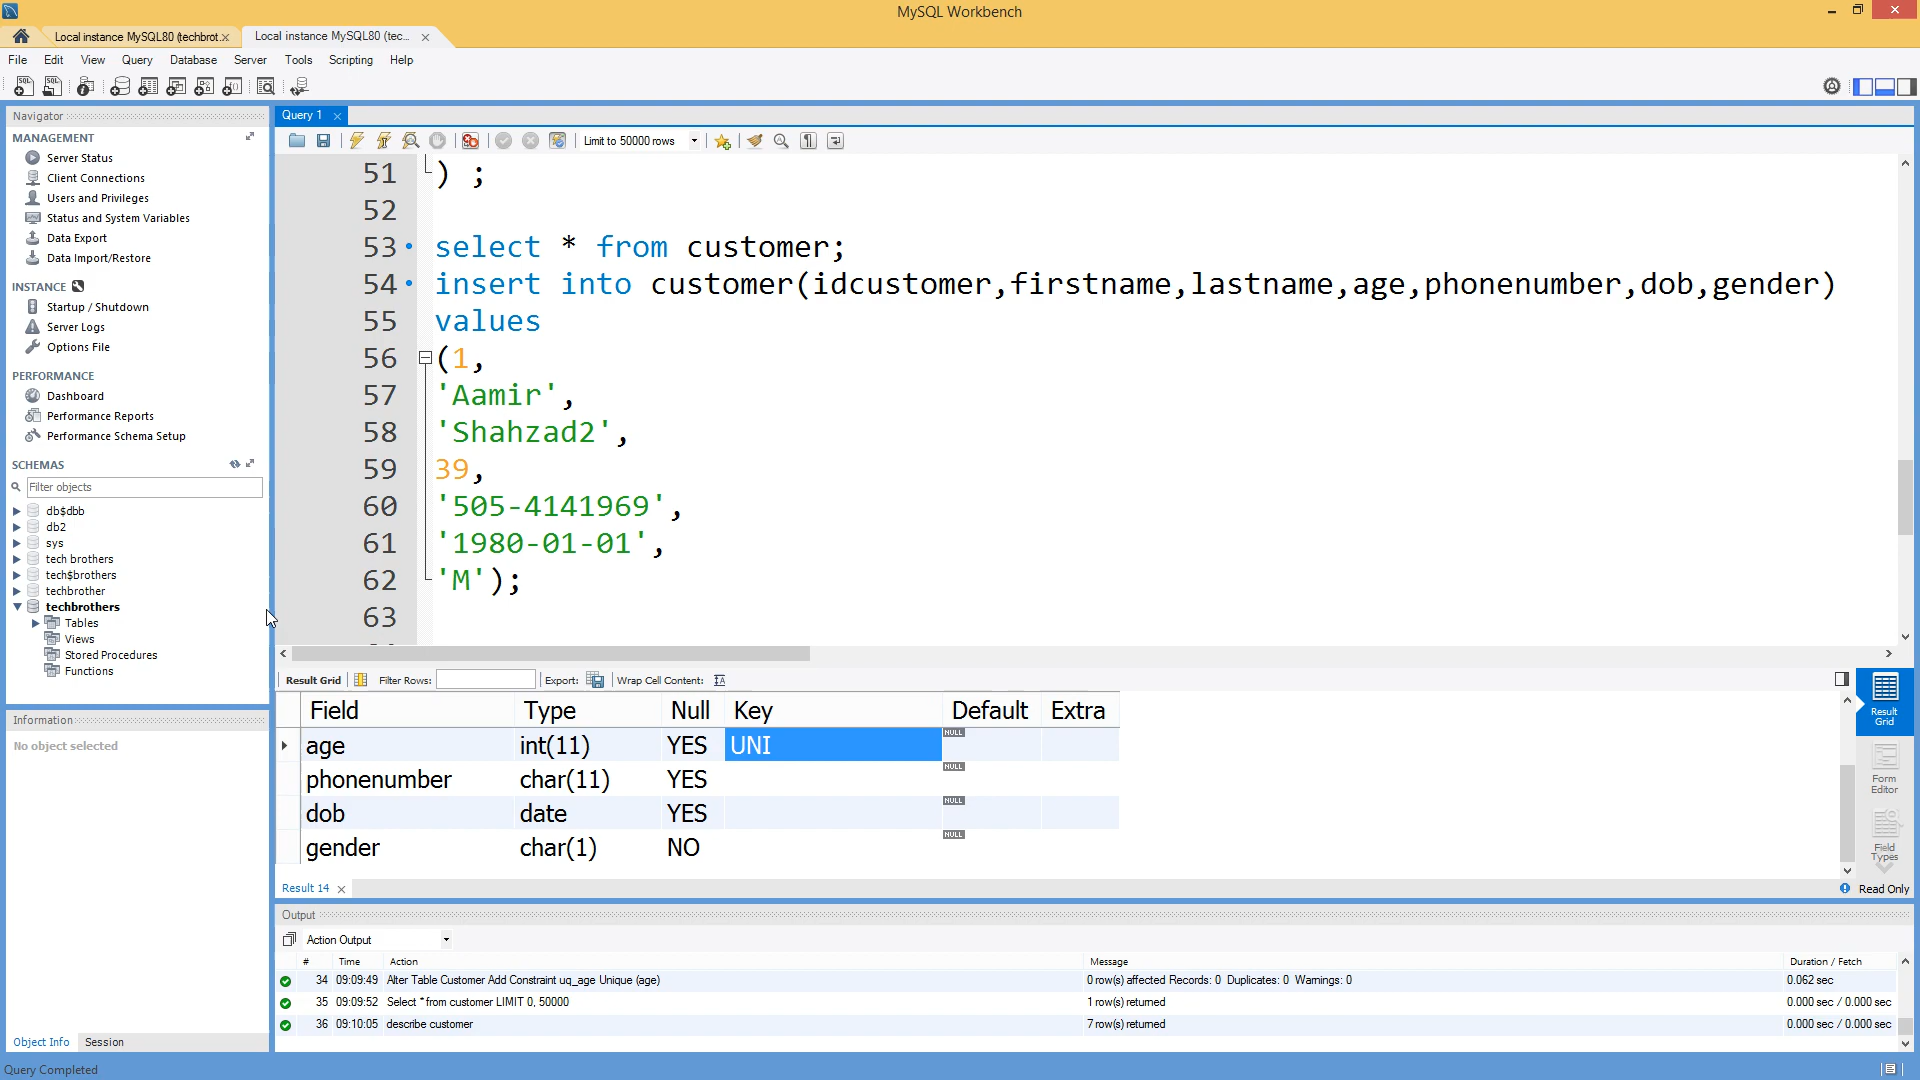 MySQL Workbench
Local instance MySQL80 (techbrot... x
Local instance MySQL80 (tec... x
File Edit View Query Database Server Tools Scripting Help
Navigator
Query 1
MANAGEMENT
Server Status
Client Connections
Users and Privileges
Status and System Variables
Data Export
Data Import/Restore
INSTANCE
Startup / Shutdown
Server Logs
Options File
PERFORMANCE
Dashboard
Performance Reports
Performance Schema Setup
SCHEMAS
Filter objects
db$dbb
db2
sys
tech brothers
tech$brothers
techbrother
techbrothers
Tables
Views
Stored Procedures
Functions
Information
No object selected
Object Info Session
Limit to 50000 rows
51 ) ;
52
53 select * from customer;
54 insert into customer(idcustomer,firstname,lastname,age,phonenumber,dob,gender)
55 values
56 (1,
57 'Aamir',
58 'Shahzad2',
59 39,
60 '505-4141969',
61 '1980-01-01',
62 'M');
63
Result Grid Filter Rows: Export: Wrap Cell Content:
Field Type Null Key Default Extra
age int(11) YES UNI NULL
phonenumber char(11) YES NULL
dob date YES NULL
gender char(1) NO NULL
Result Grid
Form Editor
Field Types
Result 14
Read Only
Output
Action Output
# Time Action Message Duration / Fetch
34 09:09:49 Alter Table Customer Add Constraint uq_age Unique (age) 0 row(s) affected Records: 0 Duplicates: 0 Warnings: 0 0.062 sec
35 09:09:52 Select * from customer LIMIT 0, 50000 1 row(s) returned 0.000 sec / 0.000 sec
36 09:10:05 describe customer 7 row(s) returned 0.000 sec / 0.000 sec
Query Completed